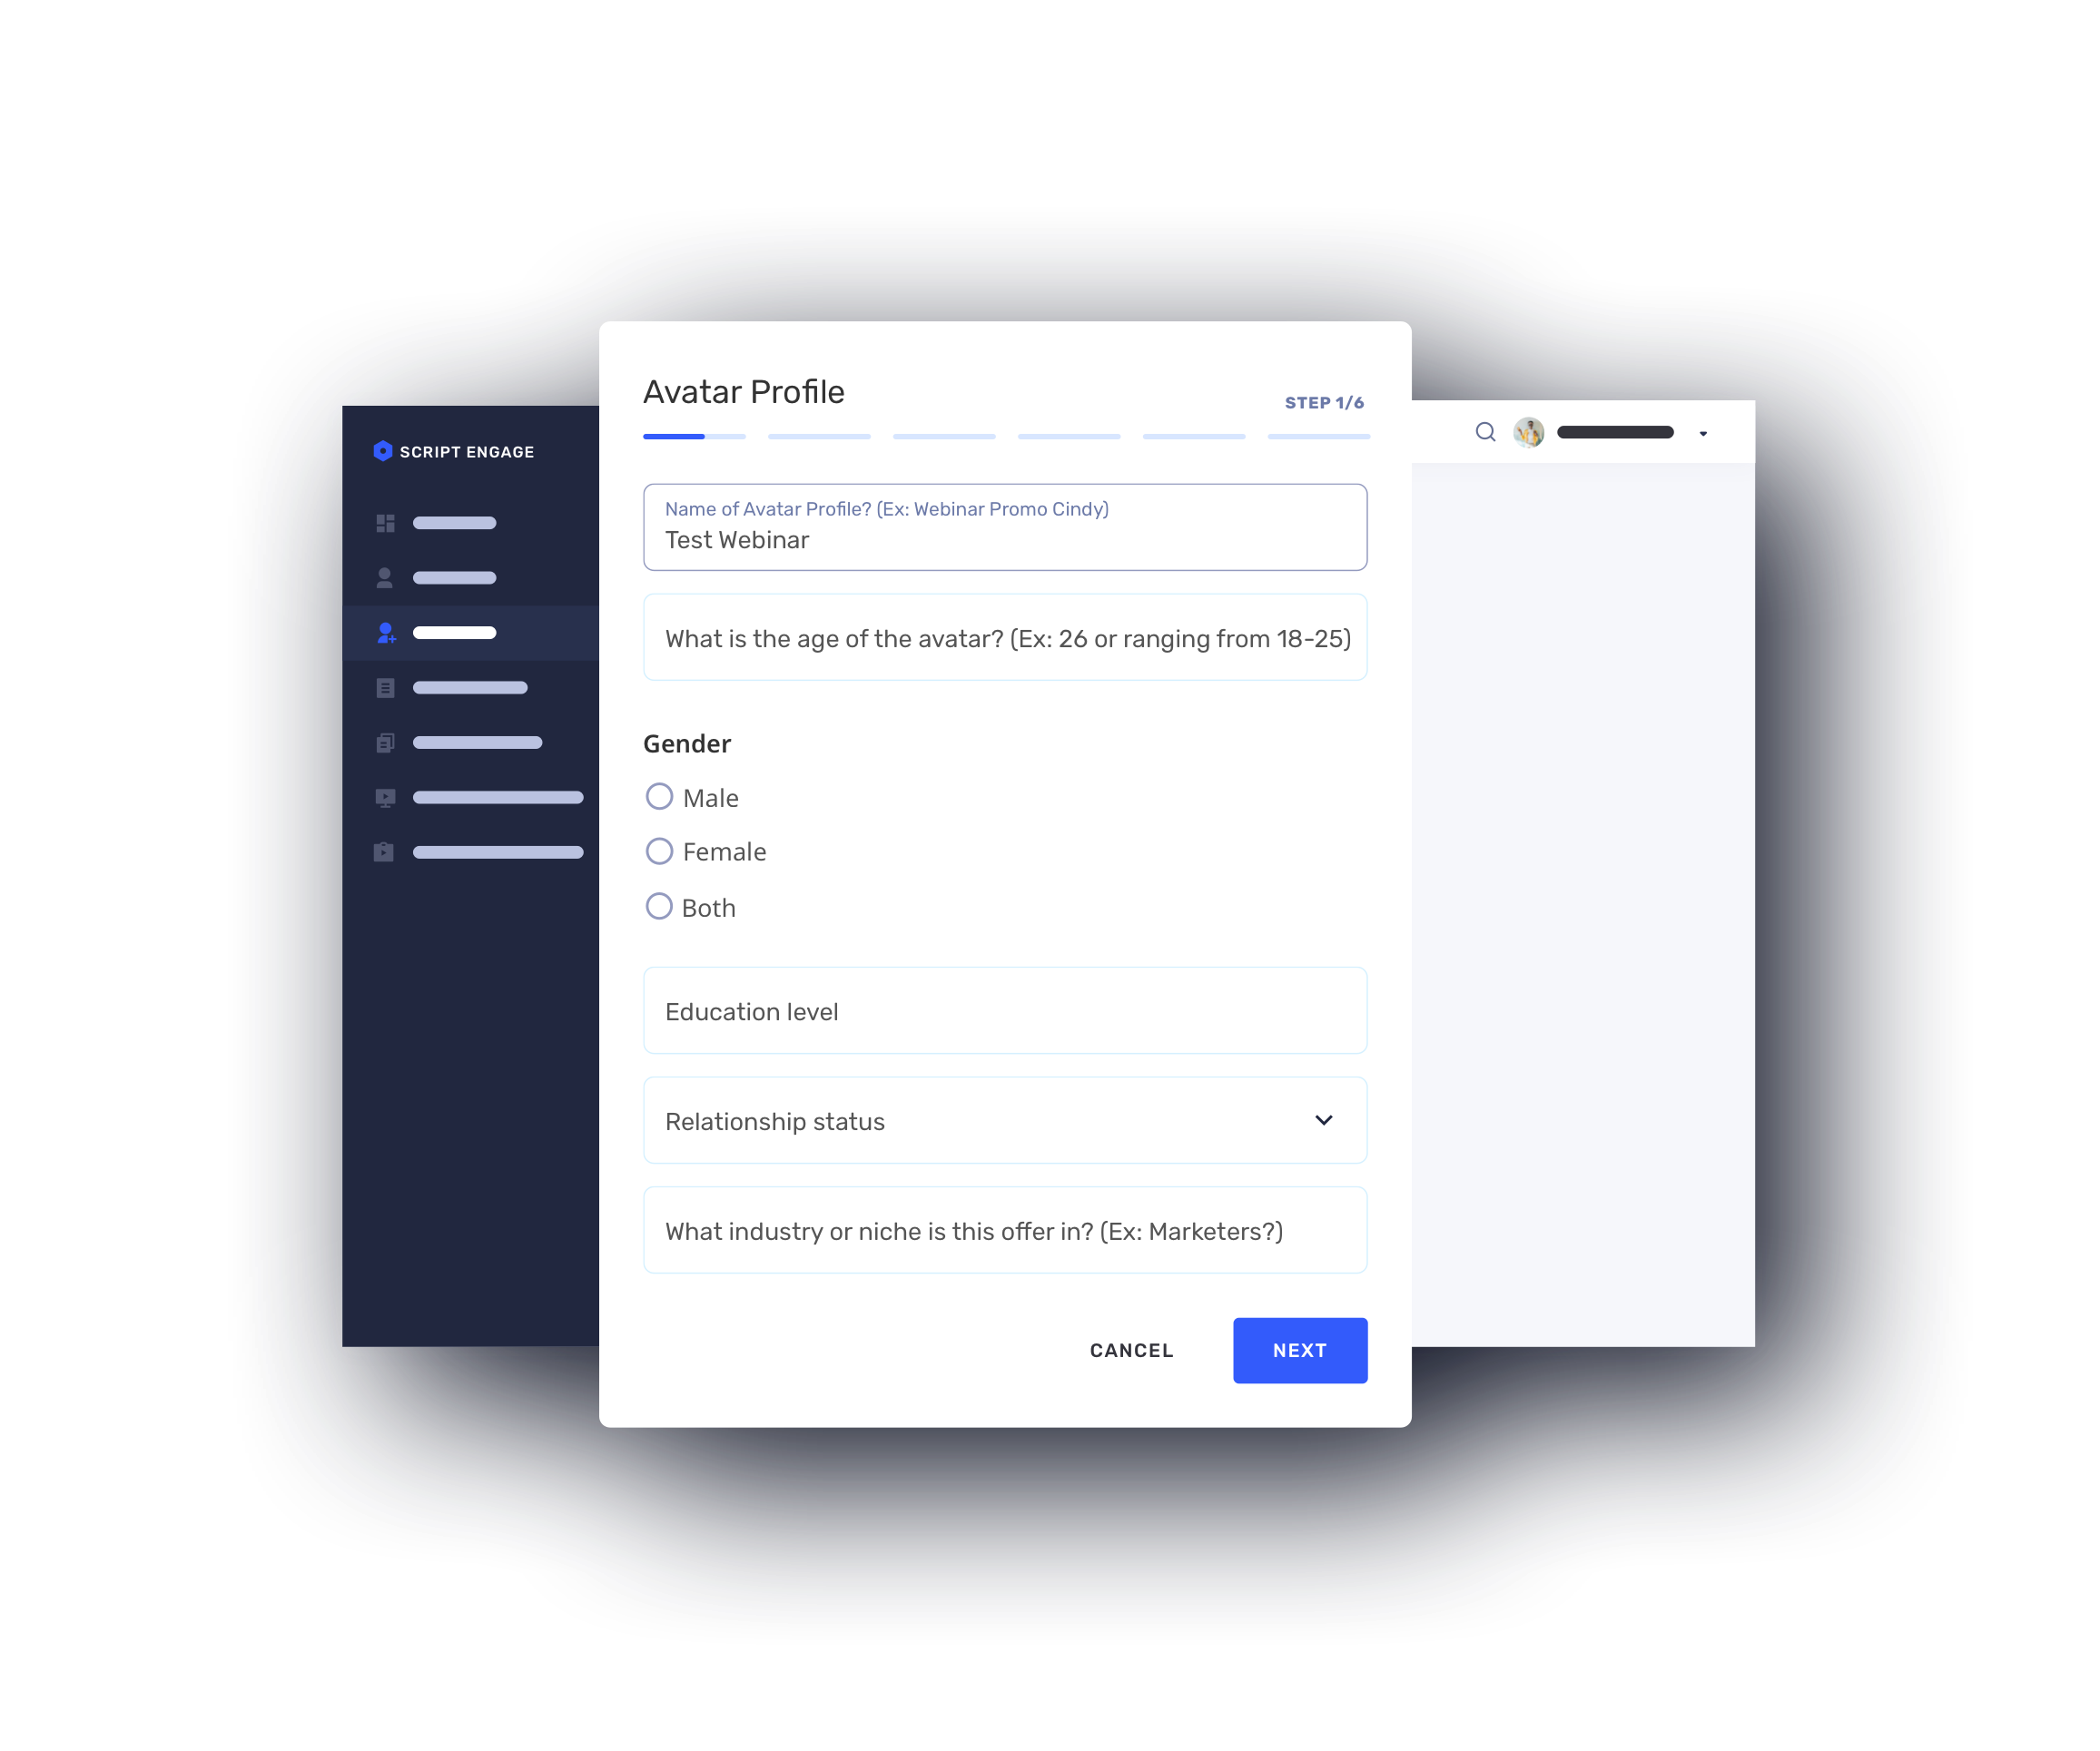 SCRIPT ENGAGE
Avatar Profile
STEP 1/6
Name of Avatar Profile? (Ex: Webinar Promo Cindy)
Test Webinar
What is the age of the avatar? (Ex: 26 or ranging from 18-25)
Gender
Male
Female
Both
Education level
Relationship status
What industry or niche is this offer in? (Ex: Marketers?)
CANCEL
NEXT